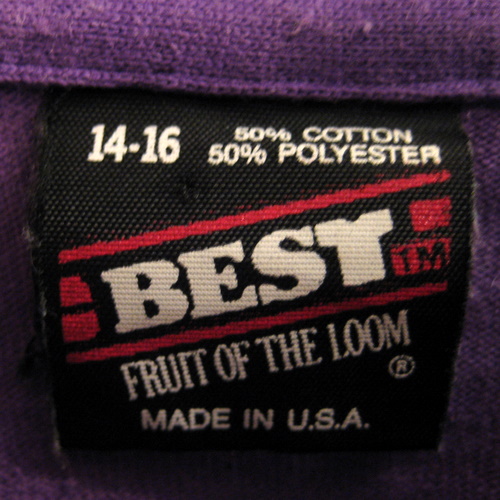 14-16 50% COTTON
50% POLYESTER
BEST TM
FRUIT OF THE LOOM ®
MADE IN U.S.A.